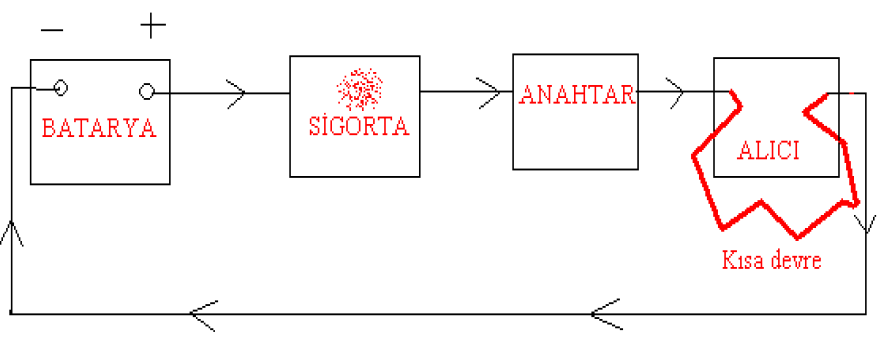 − +
BATARYA
SİGORTA
ANAHTAR
ALICI
Kısa devre